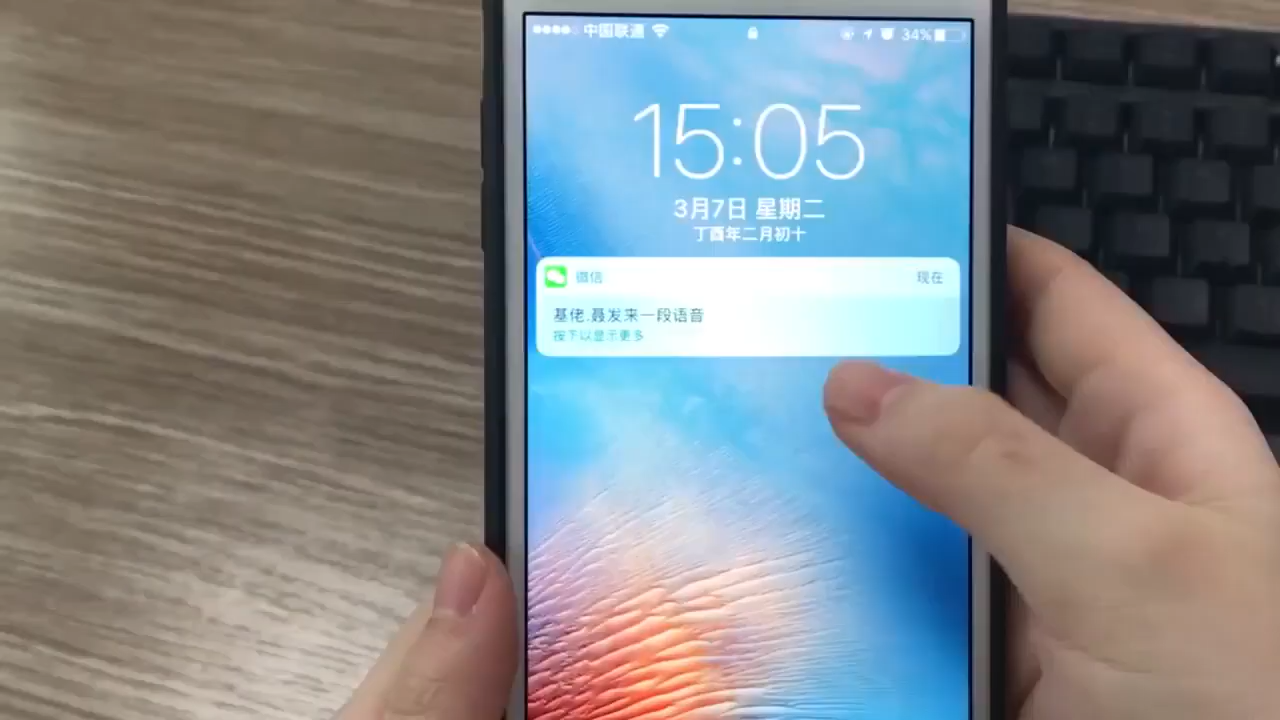 中国联通 34%
15:05
3月7日 星期二
丁酉年二月初十
微信 现在
基佬.聂发来一段语音
按下以显示更多